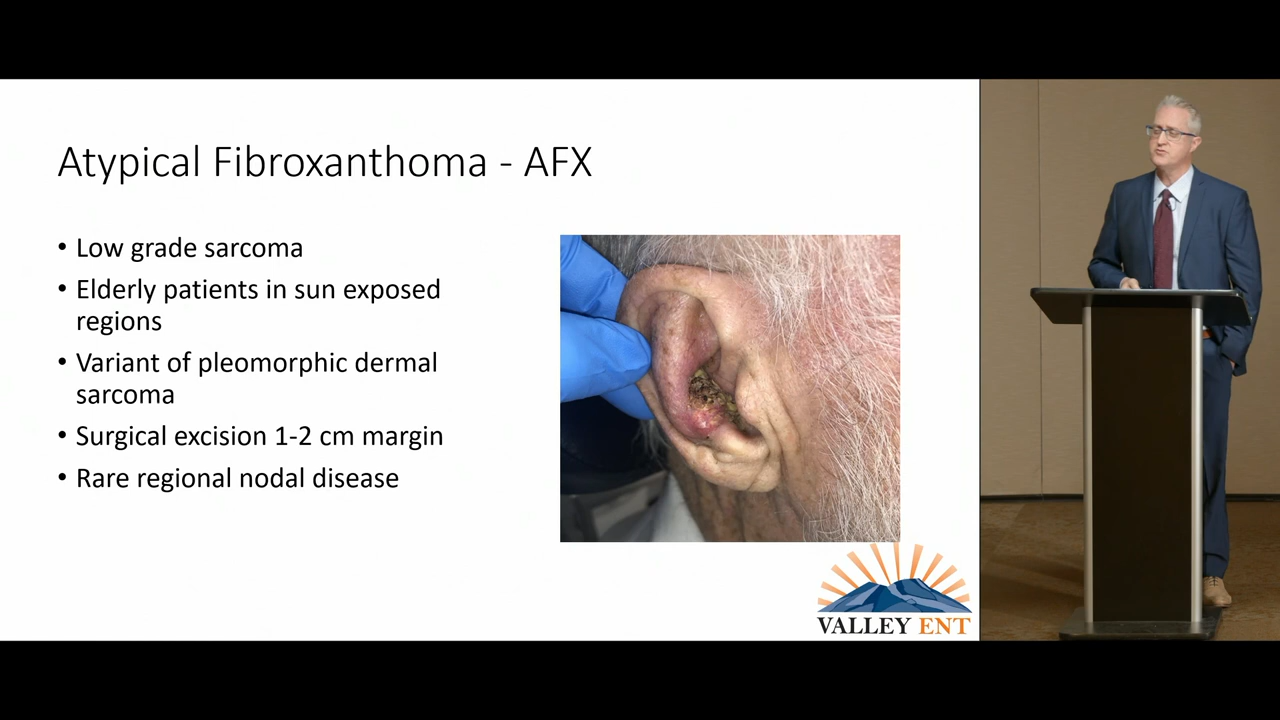 Atypical Fibroxanthoma - AFX
• Low grade sarcoma
• Elderly patients in sun exposed
regions
• Variant of pleomorphic dermal
sarcoma
• Surgical excision 1-2 cm margin
• Rare regional nodal disease
VALLEY ENT